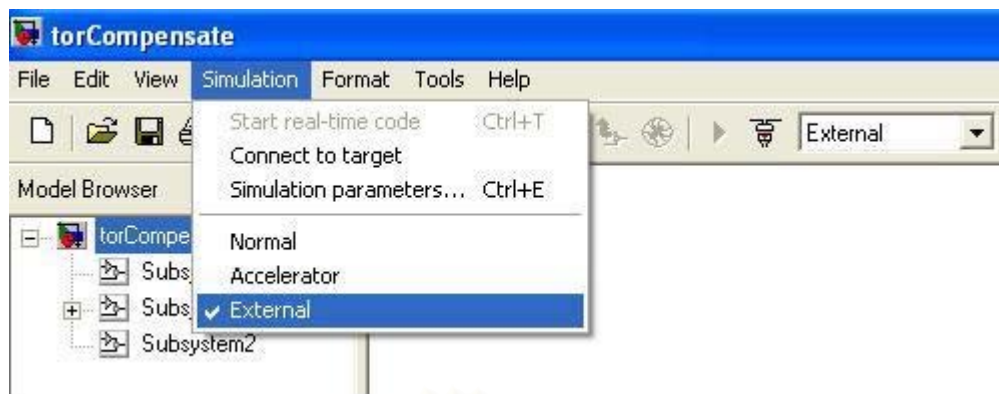 torCompensate
File Edit View Simulation Format Tools Help
Start real-time code Ctrl+T
Connect to target
Simulation parameters... Ctrl+E
Normal
Accelerator
External
External
Model Browser
torCompe
Subs
Subs
Subsystem2